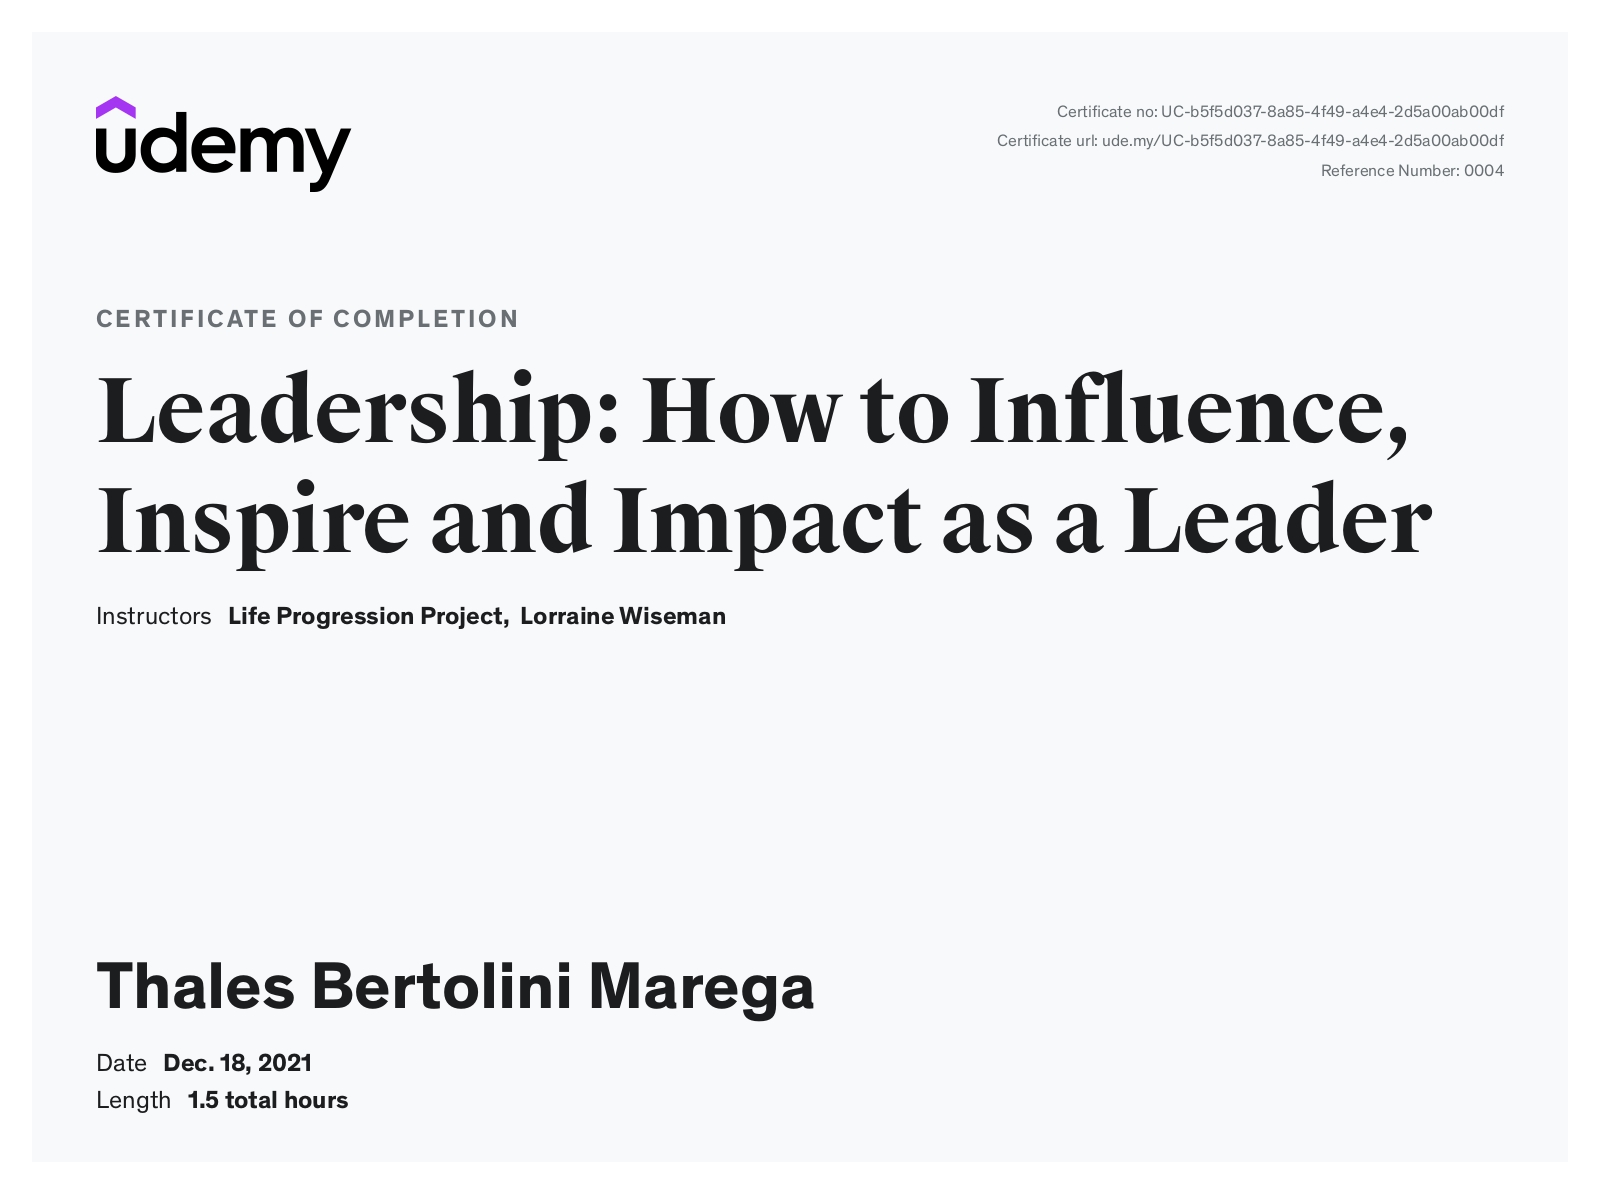 udemy
Certificate no: UC-b5f5d037-8a85-4f49-a4e4-2d5a00ab00df
Certificate url: ude.my/UC-b5f5d037-8a85-4f49-a4e4-2d5a00ab00df
Reference Number: 0004
CERTIFICATE OF COMPLETION
Leadership: How to Influence,
Inspire and Impact as a Leader
Instructors Life Progression Project, Lorraine Wiseman
Thales Bertolini Marega
Date Dec. 18, 2021
Length 1.5 total hours